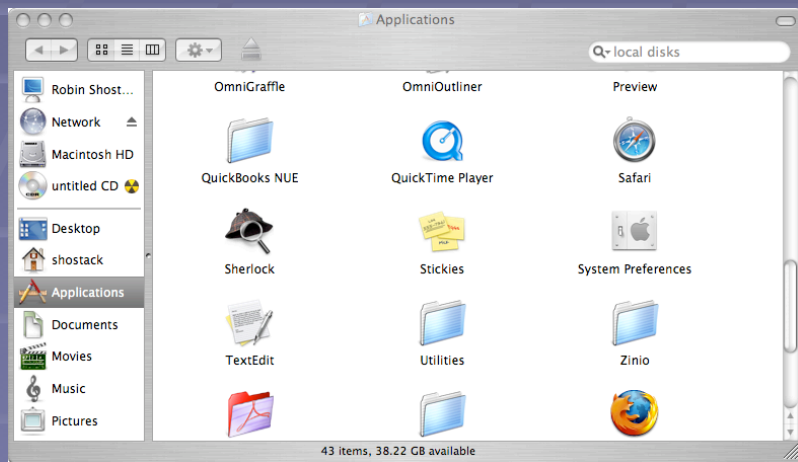 Applications
local disks
Robin Shost...
Network
Macintosh HD
untitled CD
Desktop
shostack
Applications
Documents
Movies
Music
Pictures
OmniGraffle
OmniOutliner
Preview
QuickBooks NUE
QuickTime Player
Safari
Sherlock
Stickies
System Preferences
TextEdit
Utilities
Zinio
43 items, 38.22 GB available